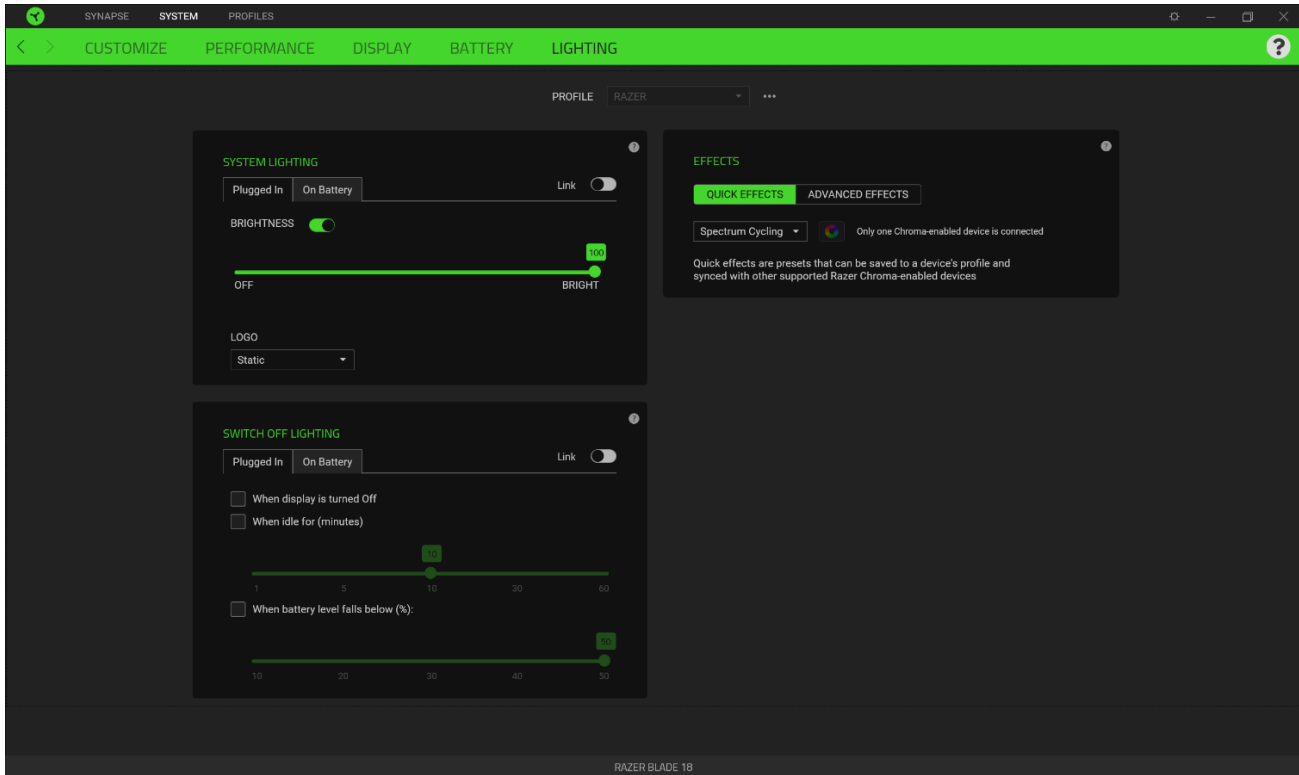 SYNAPSE SYSTEM PROFILES
CUSTOMIZE PERFORMANCE DISPLAY BATTERY LIGHTING ?
PROFILE RAZER
SYSTEM LIGHTING
Plugged In On Battery Link
BRIGHTNESS
100
OFF BRIGHT
LOGO
Static
EFFECTS
QUICK EFFECTS ADVANCED EFFECTS
Spectrum Cycling Only one Chroma-enabled device is connected
Quick effects are presets that can be saved to a device's profile and
synced with other supported Razer Chroma-enabled devices
SWITCH OFF LIGHTING
Plugged In On Battery Link
When display is turned Off
When idle for (minutes)
10
1 5 10 30 60
When battery level falls below (%):
50
10 20 30 40 50
RAZER BLADE 18